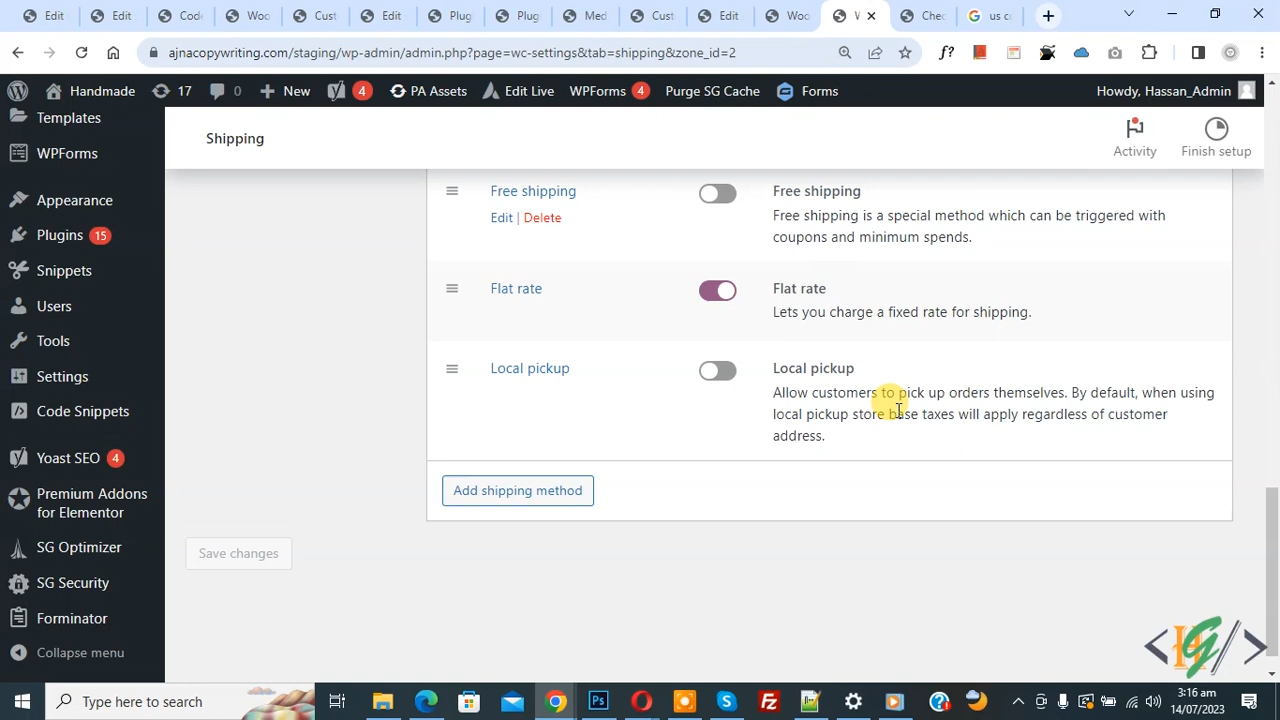 Edit
Edit
Code
Woo
Cust
Edit
Plug
Plug
Med
Cust
Edit
Woo
W
Chec
us c
ajnacopywriting.com/staging/wp-admin/admin.php?page=wc-settings&tab=shipping&zone_id=2
f?
Handmade
17
0
New
4
PA Assets
Edit Live
WPForms 4
Purge SG Cache
Forms
Howdy, Hassan_Admin
Templates
WPForms
Appearance
Plugins 15
Snippets
Users
Tools
Settings
Code Snippets
Yoast SEO 4
Premium Addons
for Elementor
SG Optimizer
SG Security
Forminator
Collapse menu
Shipping
Activity
Finish setup
Free shipping
Edit | Delete
Free shipping
Free shipping is a special method which can be triggered with
coupons and minimum spends.
Flat rate
Flat rate
Lets you charge a fixed rate for shipping.
Local pickup
Local pickup
Allow customers to pick up orders themselves. By default, when using
local pickup store base taxes will apply regardless of customer
address.
Add shipping method
Save changes
<HG/>
Type here to search
3:16 am
14/07/2023